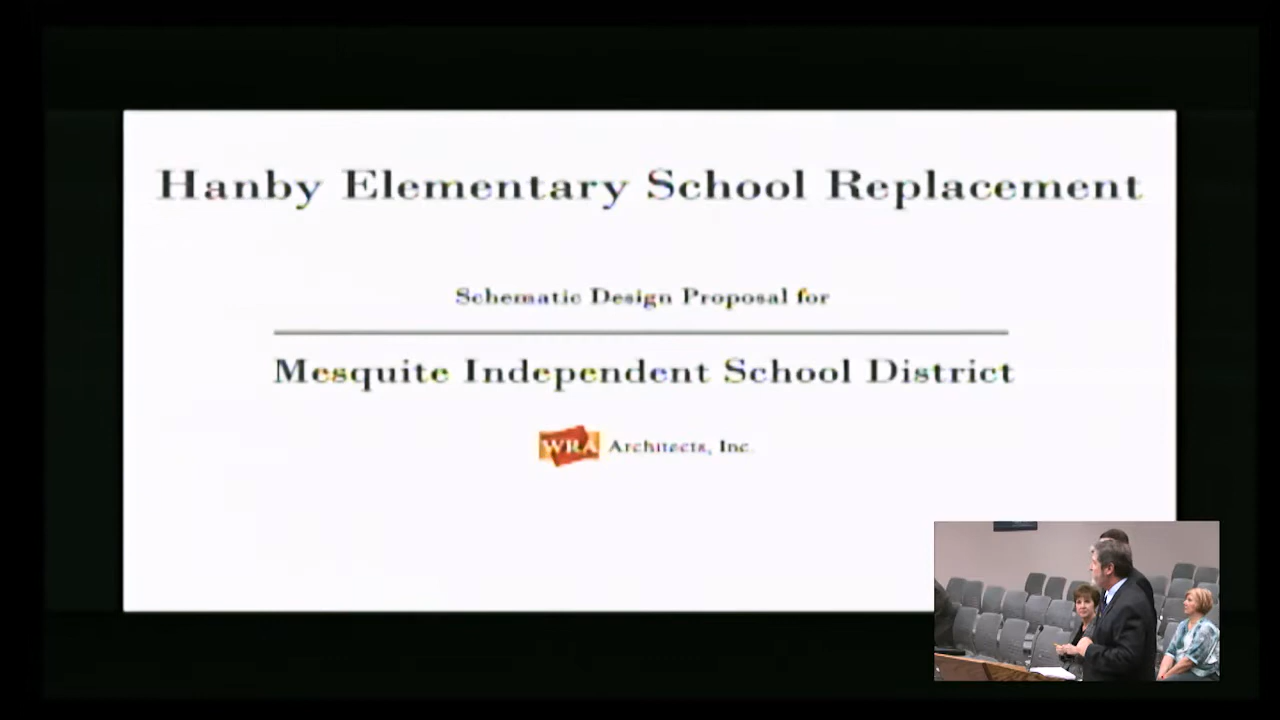 Hanby Elementary School Replacement
Schematic Design Proposal for
Mesquite Independent School District
WRA Architects, Inc.